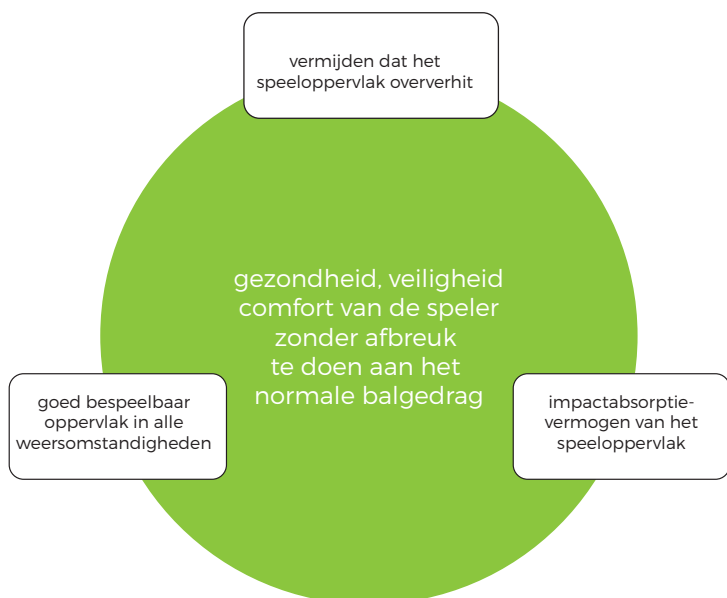 vermijden dat het
speeloppervlak oververhit
gezondheid, veiligheid
comfort van de speler
zonder afbreuk
te doen aan het
normale balgedrag
goed bespeelbaar
oppervlak in alle
weersomstandigheden
impactabsorptie-
vermogen van het
speeloppervlak